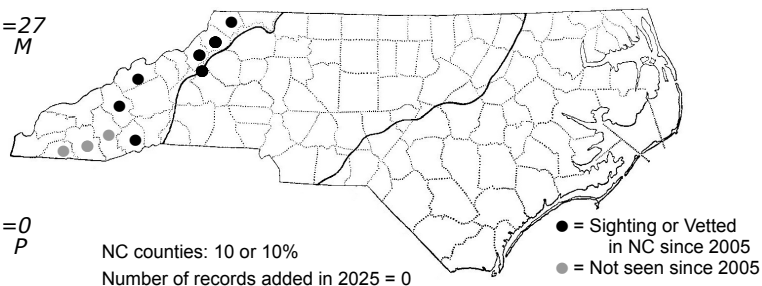 =27
M
=0
P
NC counties: 10 or 10%
Number of records added in 2025 = 0
= Sighting or Vetted
in NC since 2005
= Not seen since 2005